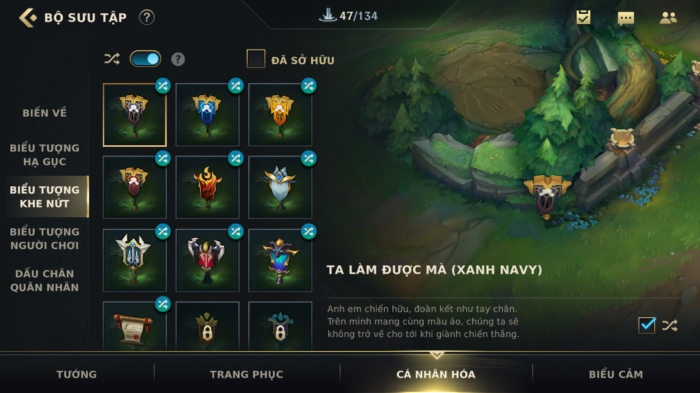 BỘ SƯU TẬP ?
47/134
?
ĐÃ SỞ HỮU
BIẾN VỀ
BIỂU TƯỢNG
HẠ GỤC
BIỂU TƯỢNG
KHE NỨT
BIỂU TƯỢNG
NGƯỜI CHƠI
DẤU CHÂN
QUÂN NHÂN
TA LÀM ĐƯỢC MÀ (XANH NAVY)
Anh em chiến hữu, đoàn kết như tay chân.
Trên mình mang cùng màu áo, chúng ta sẽ
không trở về cho tới khi giành chiến thắng.
TƯỚNG
TRANG PHỤC
CÁ NHÂN HÓA
BIỂU CẢM